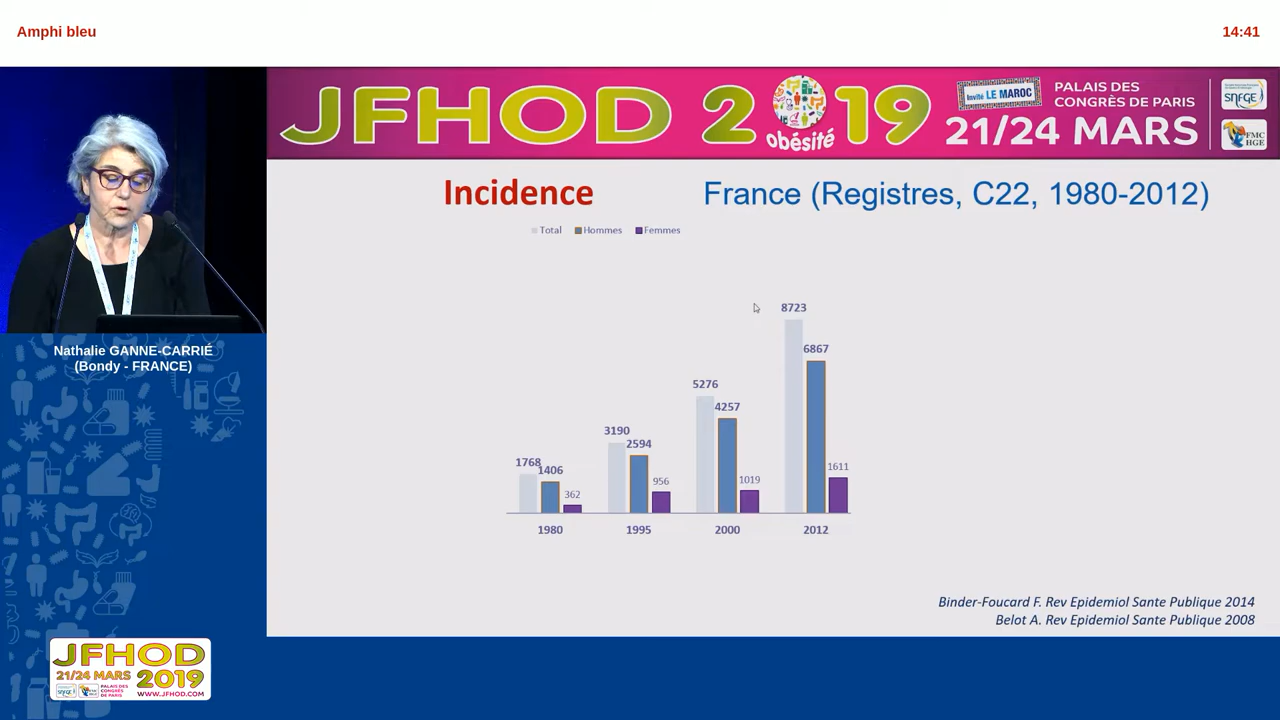 Amphi bleu
14:41
JFHOD 2019
obésité
Invité LE MAROC
PALAIS DES
CONGRÈS DE PARIS
21/24 MARS
SNFGE
FMC
HGE
Incidence
France (Registres, C22, 1980-2012)
Total Hommes Femmes
8723
6867
5276
4257
3190
2594
1768
1406
1611
1019
956
362
1980 1995 2000 2012
Binder-Foucard F. Rev Epidemiol Sante Publique 2014
Belot A. Rev Epidemiol Sante Publique 2008
Nathalie GANNE-CARRIÉ
(Bondy - FRANCE)
JFHOD
21/24 MARS 2019
PALAIS DES
CONGRÈS
DE PARIS
WWW.JFHOD.COM